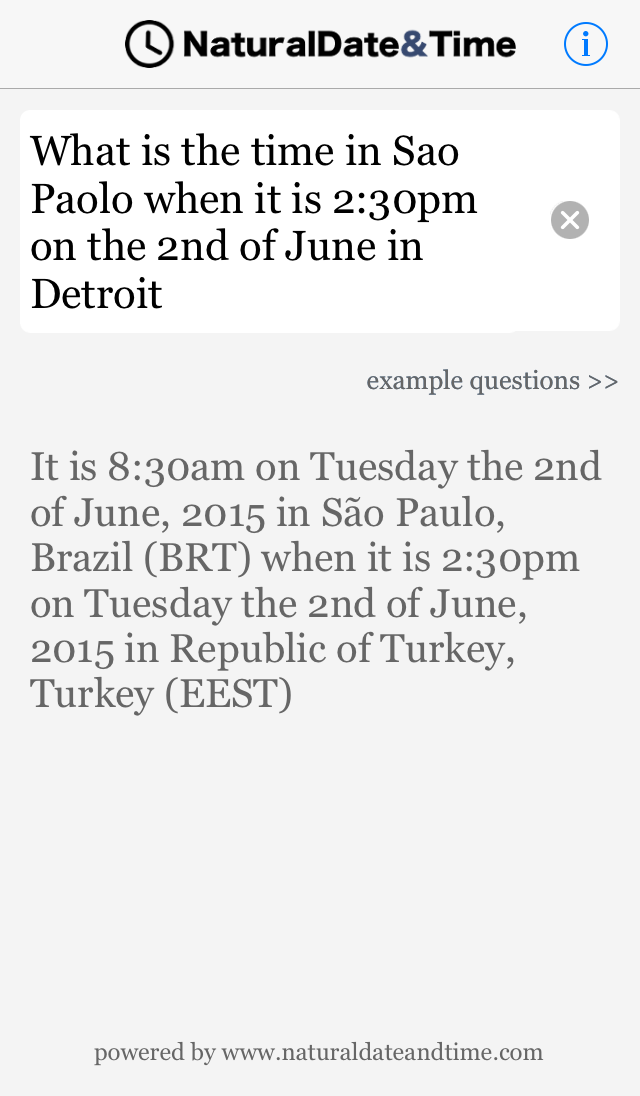 NaturalDate&Time
i
What is the time in Sao
Paolo when it is 2:30pm
on the 2nd of June in
Detroit
example questions >>
It is 8:30am on Tuesday the 2nd
of June, 2015 in São Paulo,
Brazil (BRT) when it is 2:30pm
on Tuesday the 2nd of June,
2015 in Republic of Turkey,
Turkey (EEST)
powered by www.naturaldateandtime.com